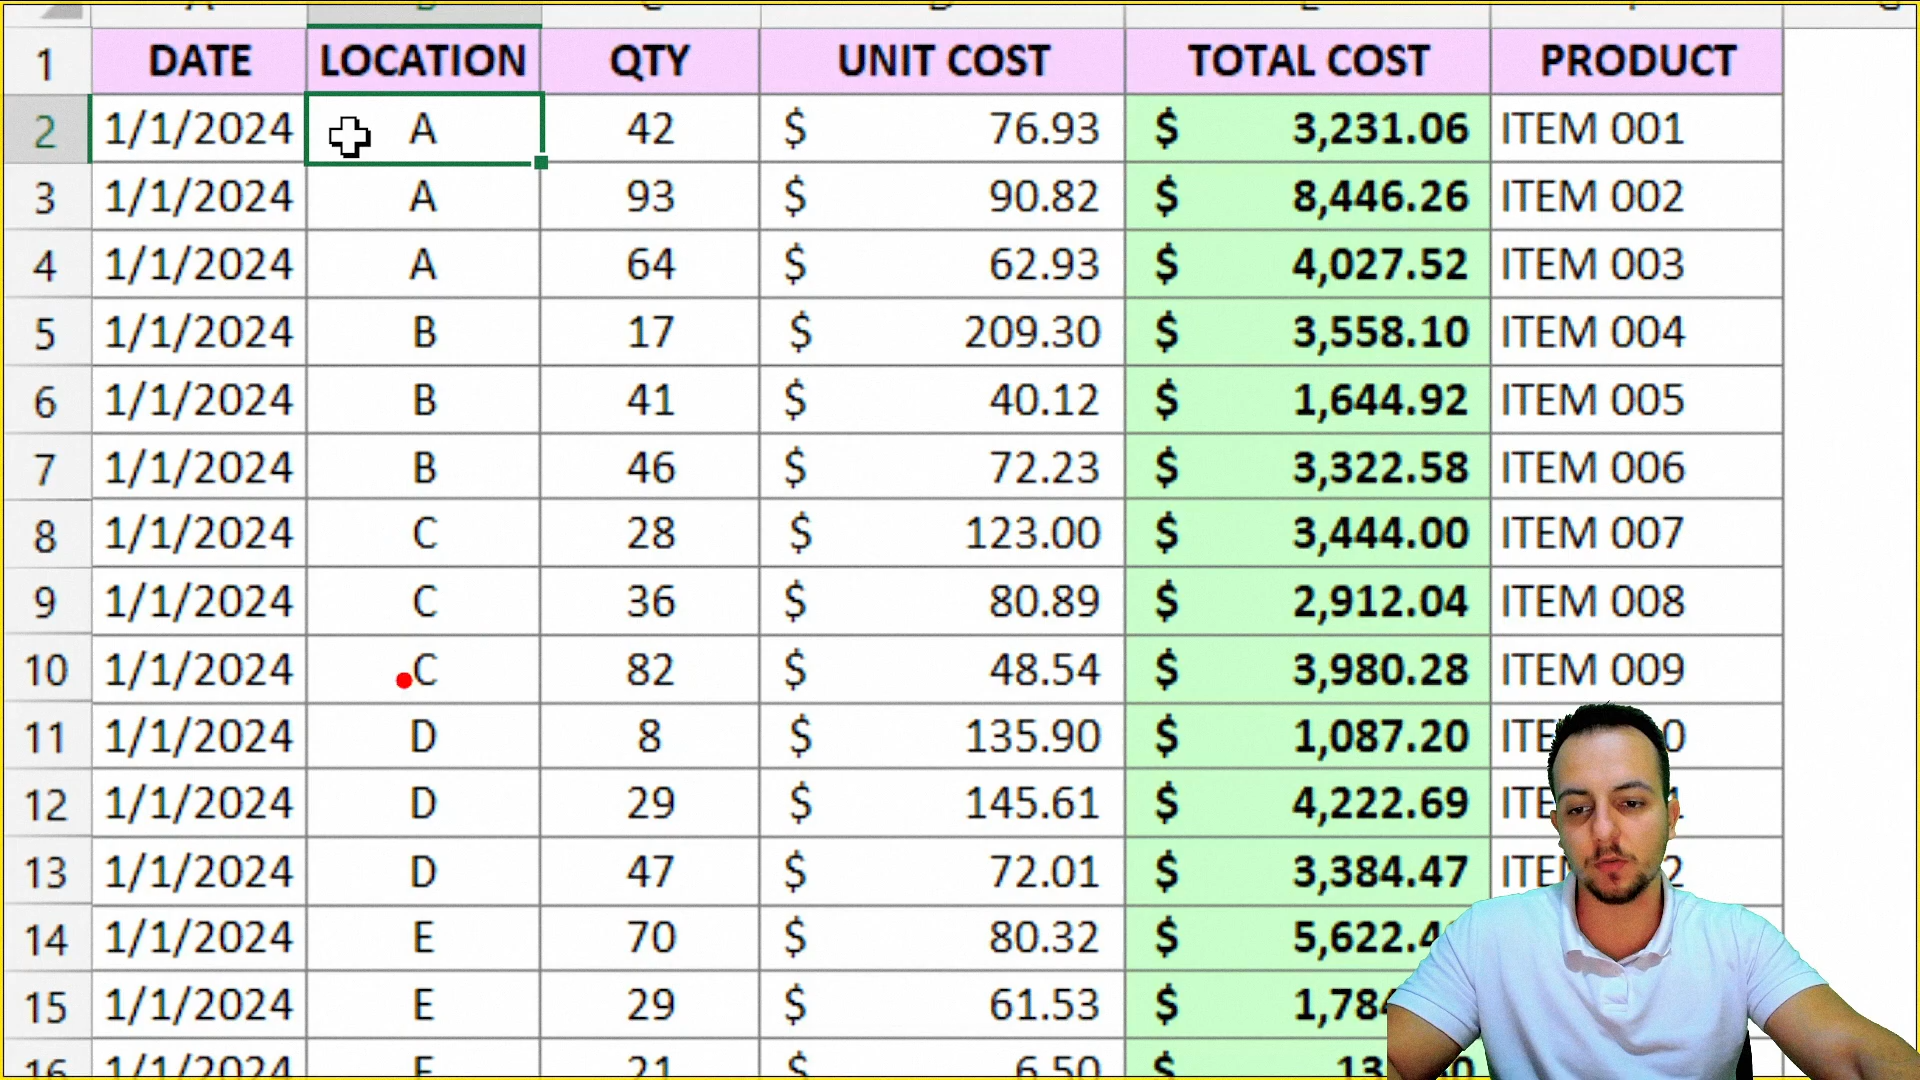 1 DATE LOCATION QTY UNIT COST TOTAL COST PRODUCT
2 1/1/2024 A 42 $ 76.93 $ 3,231.06 ITEM 001
3 1/1/2024 A 93 $ 90.82 $ 8,446.26 ITEM 002
4 1/1/2024 A 64 $ 62.93 $ 4,027.52 ITEM 003
5 1/1/2024 B 17 $ 209.30 $ 3,558.10 ITEM 004
6 1/1/2024 B 41 $ 40.12 $ 1,644.92 ITEM 005
7 1/1/2024 B 46 $ 72.23 $ 3,322.58 ITEM 006
8 1/1/2024 C 28 $ 123.00 $ 3,444.00 ITEM 007
9 1/1/2024 C 36 $ 80.89 $ 2,912.04 ITEM 008
10 1/1/2024 C 82 $ 48.54 $ 3,980.28 ITEM 009
11 1/1/2024 D 8 $ 135.90 $ 1,087.20
12 1/1/2024 D 29 $ 145.61 $ 4,222.69
13 1/1/2024 D 47 $ 72.01 $ 3,384.47
14 1/1/2024 E 70 $ 80.32 $
15 1/1/2024 E 29 $ 61.53 $
16 1/1/2024 21 $ 6.50 $